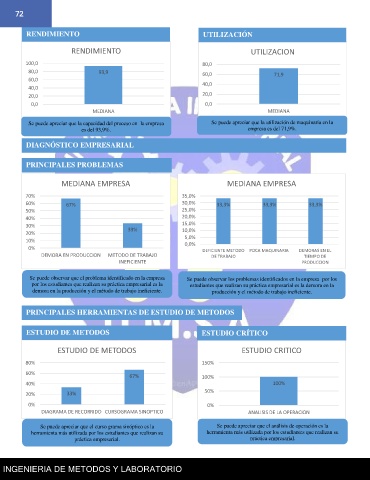 72
RENDIMIENTO
UTILIZACIÓN
RENDIMIENTO
100,0
80,0
60,0
40,0
20,0
0,0
93,9
MEDIANA
UTILIZACION
80,0
60,0
40,0
20,0
0,0
71,9
MEDIANA
Se puede apreciar que la capacidad del proceso en la empresa
es del 93,9%.
Se puede apreciar que la utilización de maquinaria en la
empresa es del 71,9%.
DIAGNÓSTICO EMPRESARIAL
PRINCIPALES PROBLEMAS
MEDIANA EMPRESA
70%
60%
50%
40%
30%
20%
10%
0%
67%
33%
DEMORA EN PRODUCCION
METODO DE TRABAJO
INEFICIENTE
MEDIANA EMPRESA
35,0%
30,0%
25,0%
20,0%
15,0%
10,0%
5,0%
0,0%
33,3%
33,3%
33,3%
DEFICIENTE METODO
DE TRABAJO
POCA MAQUINARIA
DEMORAS EN EL
TIEMPO DE
PRODUCCION
Se puede observar que el problema identificado en la empresa
por los estudiantes que realizan su práctica empresarial es la
demora en la producción y el método de trabajo ineficiente.
Se puede observar los problemas identificados en la empresa por los
estudiantes que realizan su práctica empresarial es la demora en la
producción y el método de trabajo ineficiente.
PRINCIPALES HERRAMIENTAS DE ESTUDIO DE METODOS
ESTUDIO DE METODOS
ESTUDIO CRÍTICO
ESTUDIO DE METODOS
80%
60%
40%
20%
0%
33%
67%
DIAGRAMA DE RECORRIDO
CURSOGRAMA SINOPTICO
ESTUDIO CRITICO
150%
100%
50%
0%
100%
ANALISIS DE LA OPERACION
Se puede apreciar que el curso grama sinóptico es la
herramienta más utilizada por los estudiantes que realizan su
práctica empresarial.
Se puede apreciar que el análisis de operación es la
herramienta más utilizada por los estudiantes que realizan su
práctica empresarial.
INGENIERIA DE METODOS Y LABORATORIO